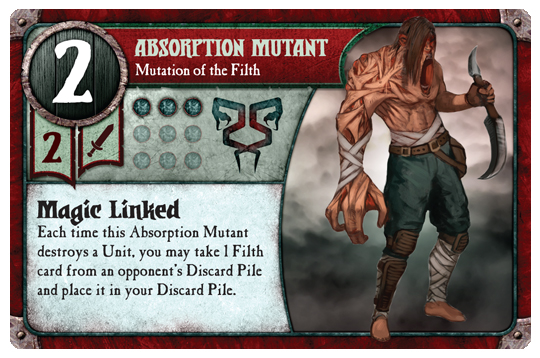 2
ABSORPTION MUTANT
Mutation of the Filth
2
Magic Linked
Each time this Absorption Mutant
destroys a Unit, you may take 1 Filth
card from an opponent's Discard Pile
and place it in your Discard Pile.